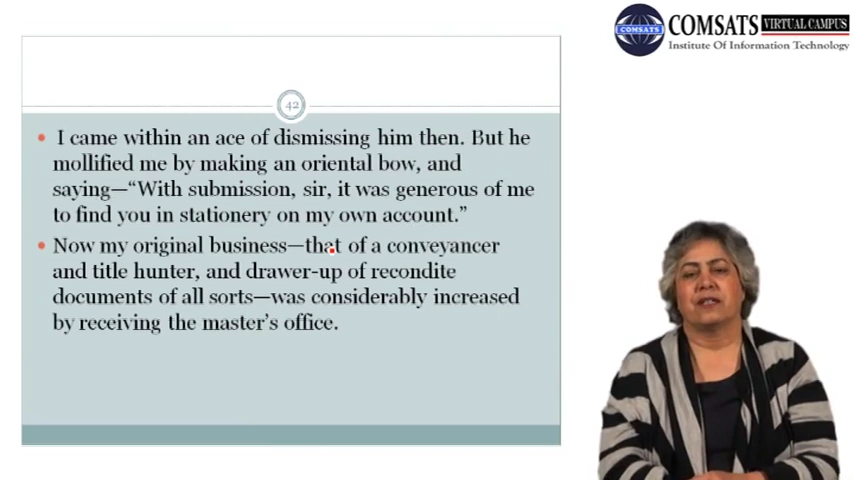 COMSATS VIRTUAL CAMPUS
Institute Of Information Technology
COMSATS
42
I came within an ace of dismissing him then. But he
mollified me by making an oriental bow, and
saying—“With submission, sir, it was generous of me
to find you in stationery on my own account.”
Now my original business—that of a conveyancer
and title hunter, and drawer-up of recondite
documents of all sorts—was considerably increased
by receiving the master’s office.